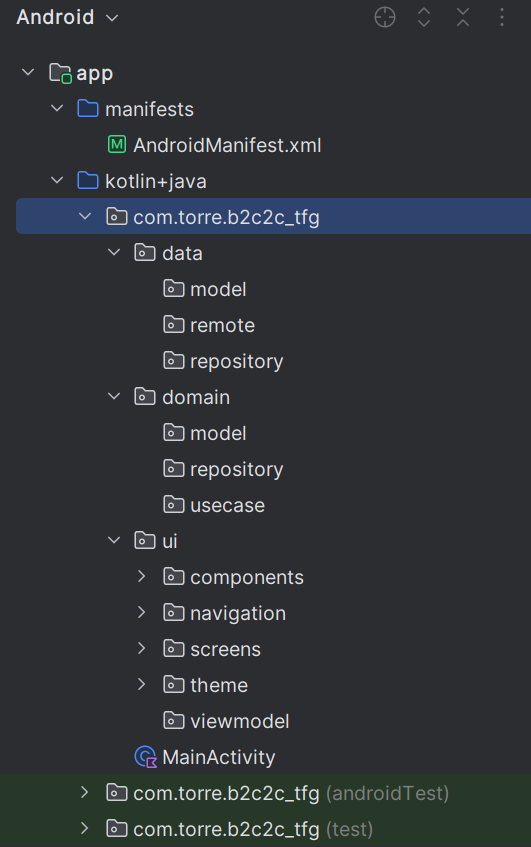 Android
app
manifests
AndroidManifest.xml
kotlin+java
com.torre.b2c2c_tfg
data
model
remote
repository
domain
model
repository
usecase
ui
components
navigation
screens
theme
viewmodel
MainActivity
com.torre.b2c2c_tfg (androidTest)
com.torre.b2c2c_tfg (test)